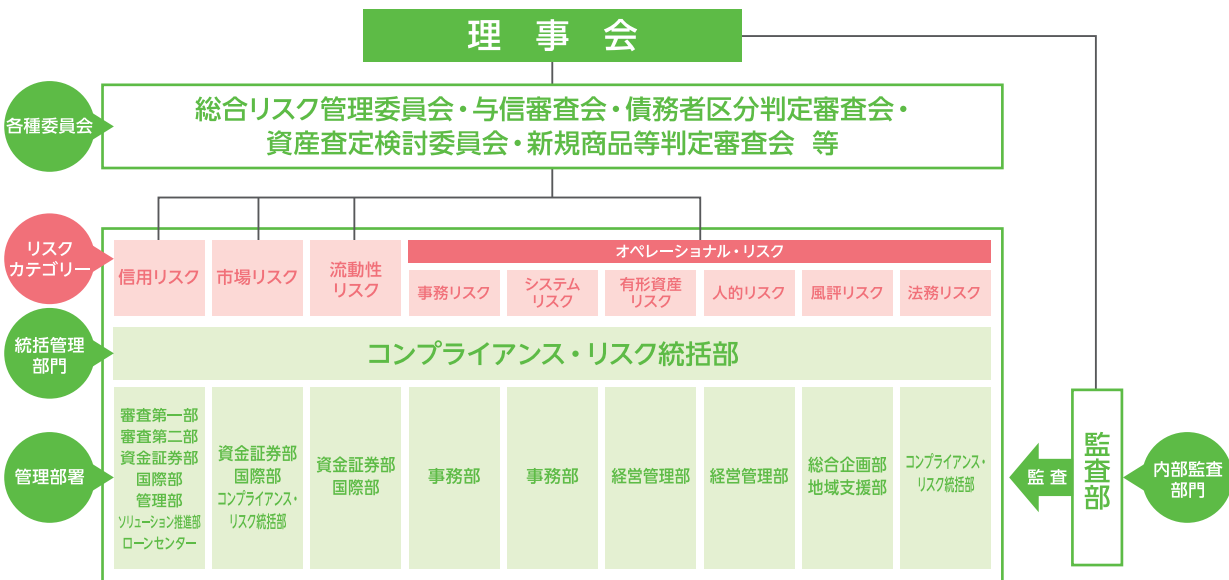 理事会
各種委員会
総合リスク管理委員会・与信審査会・債務者区分判定審査会・
資産査定検討委員会・新規商品等判定審査会 等
リスク
カテゴリー
信用リスク
市場リスク
流動性
リスク
オペレーショナル・リスク
事務リスク
システム
リスク
有形資産
リスク
人的リスク
風評リスク
法務リスク
統括管理
部門
コンプライアンス・リスク統括部
管理部署
審査第一部
審査第二部
資金証券部
国際部
管理部
ソリューション推進部
ローンセンター
資金証券部
国際部
コンプライアンス・
リスク統括部
資金証券部
国際部
事務部
事務部
経営管理部
経営管理部
総合企画部
地域支援部
コンプライアンス・
リスク統括部
監査
監査部
内部監査
部門